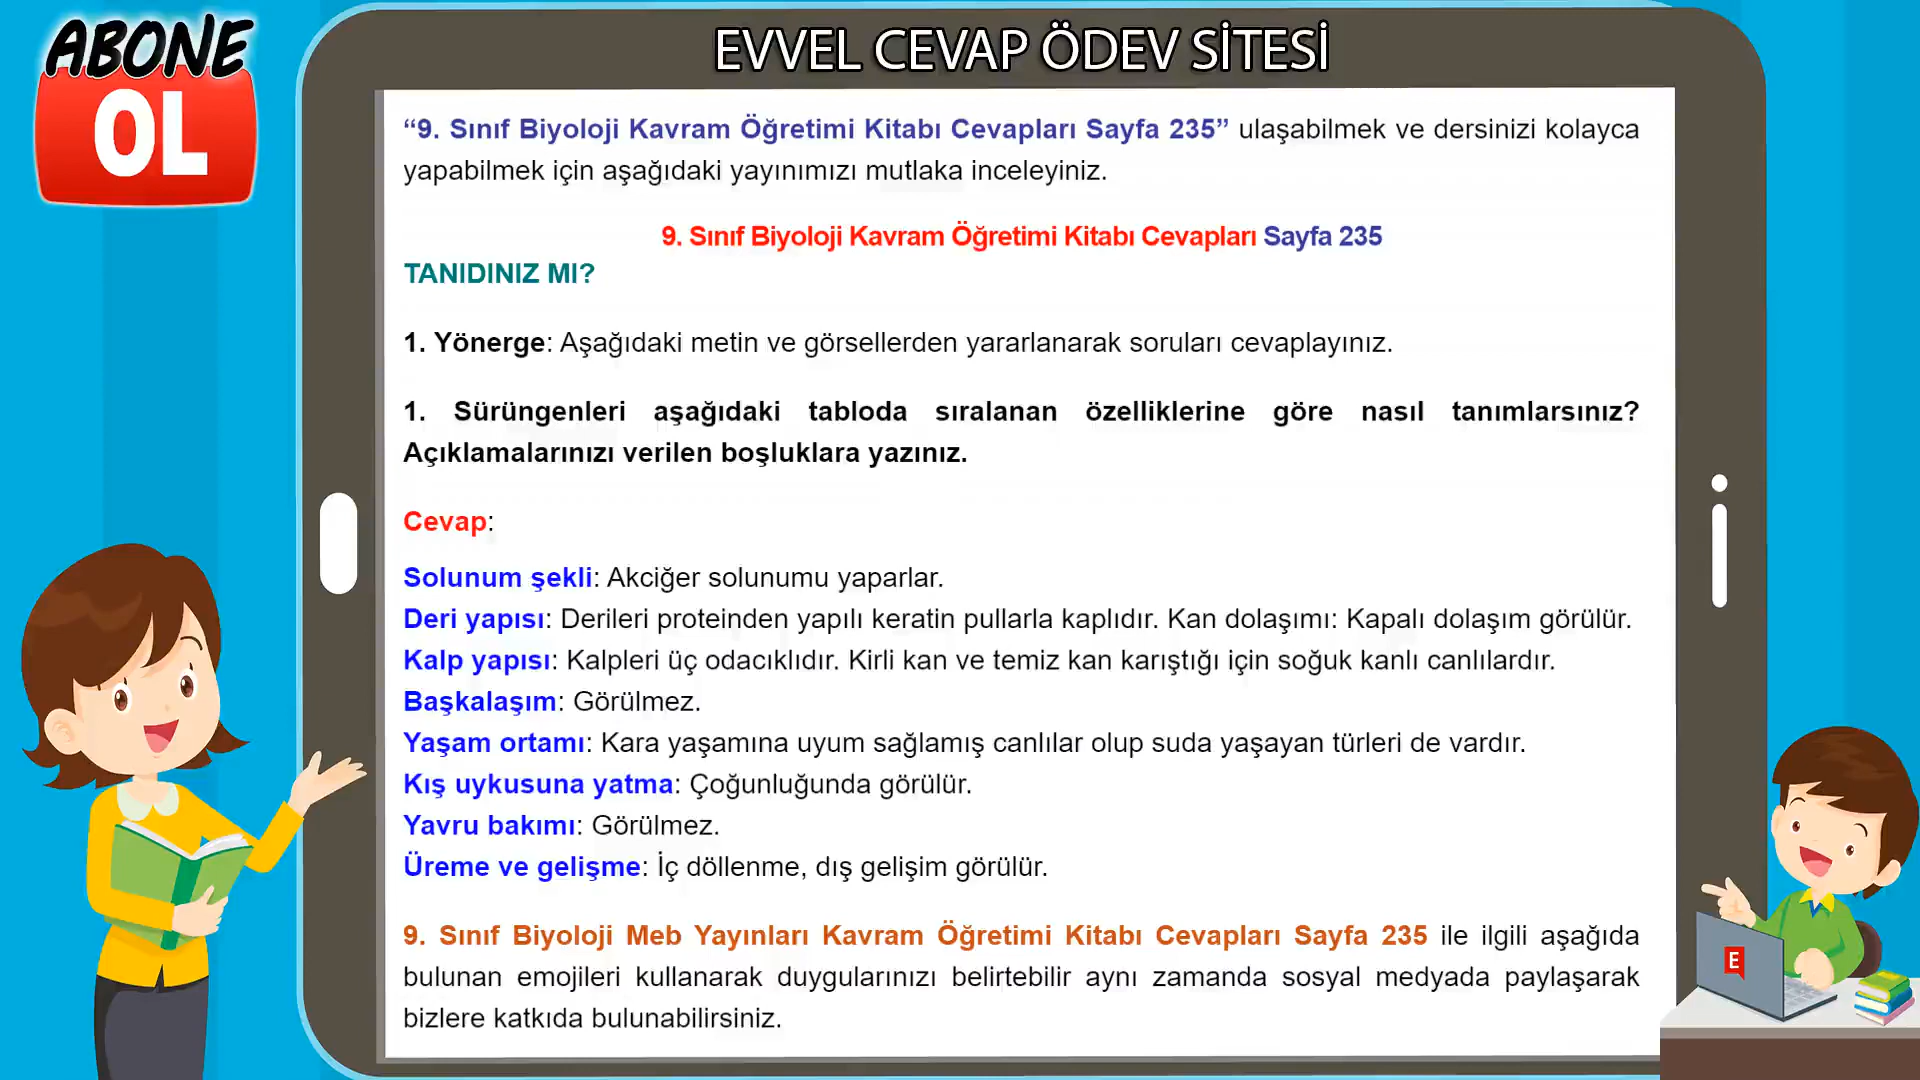 ABONE
OL
EVVEL CEVAP ÖDEV SİTESİ
“9. Sınıf Biyoloji Kavram Öğretimi Kitabı Cevapları Sayfa 235” ulaşabilmek ve dersinizi kolayca
yapabilmek için aşağıdaki yayınımızı mutlaka inceleyiniz.
9. Sınıf Biyoloji Kavram Öğretimi Kitabı Cevapları Sayfa 235
TANIDINIZ MI?
1. Yönerge: Aşağıdaki metin ve görsellerden yararlanarak soruları cevaplayınız.
1. Sürüngenleri aşağıdaki tabloda sıralanan özelliklerine göre nasıl tanımlarsınız?
Açıklamalarınızı verilen boşluklara yazınız.
Cevap:
Solunum şekli: Akciğer solunumu yaparlar.
Deri yapısı: Derileri proteinden yapılı keratin pullarla kaplıdır. Kan dolaşımı: Kapalı dolaşım görülür.
Kalp yapısı: Kalpleri üç odacıklıdır. Kirli kan ve temiz kan karıştığı için soğuk kanlı canlılardır.
Başkalaşım: Görülmez.
Yaşam ortamı: Kara yaşamına uyum sağlamış canlılar olup suda yaşayan türleri de vardır.
Kış uykusuna yatma: Çoğunluğunda görülür.
Yavru bakımı: Görülmez.
Üreme ve gelişme: İç döllenme, dış gelişim görülür.
9. Sınıf Biyoloji Meb Yayınları Kavram Öğretimi Kitabı Cevapları Sayfa 235 ile ilgili aşağıda
bulunan emojileri kullanarak duygularınızı belirtebilir aynı zamanda sosyal medyada paylaşarak
bizlere katkıda bulunabilirsiniz.
E